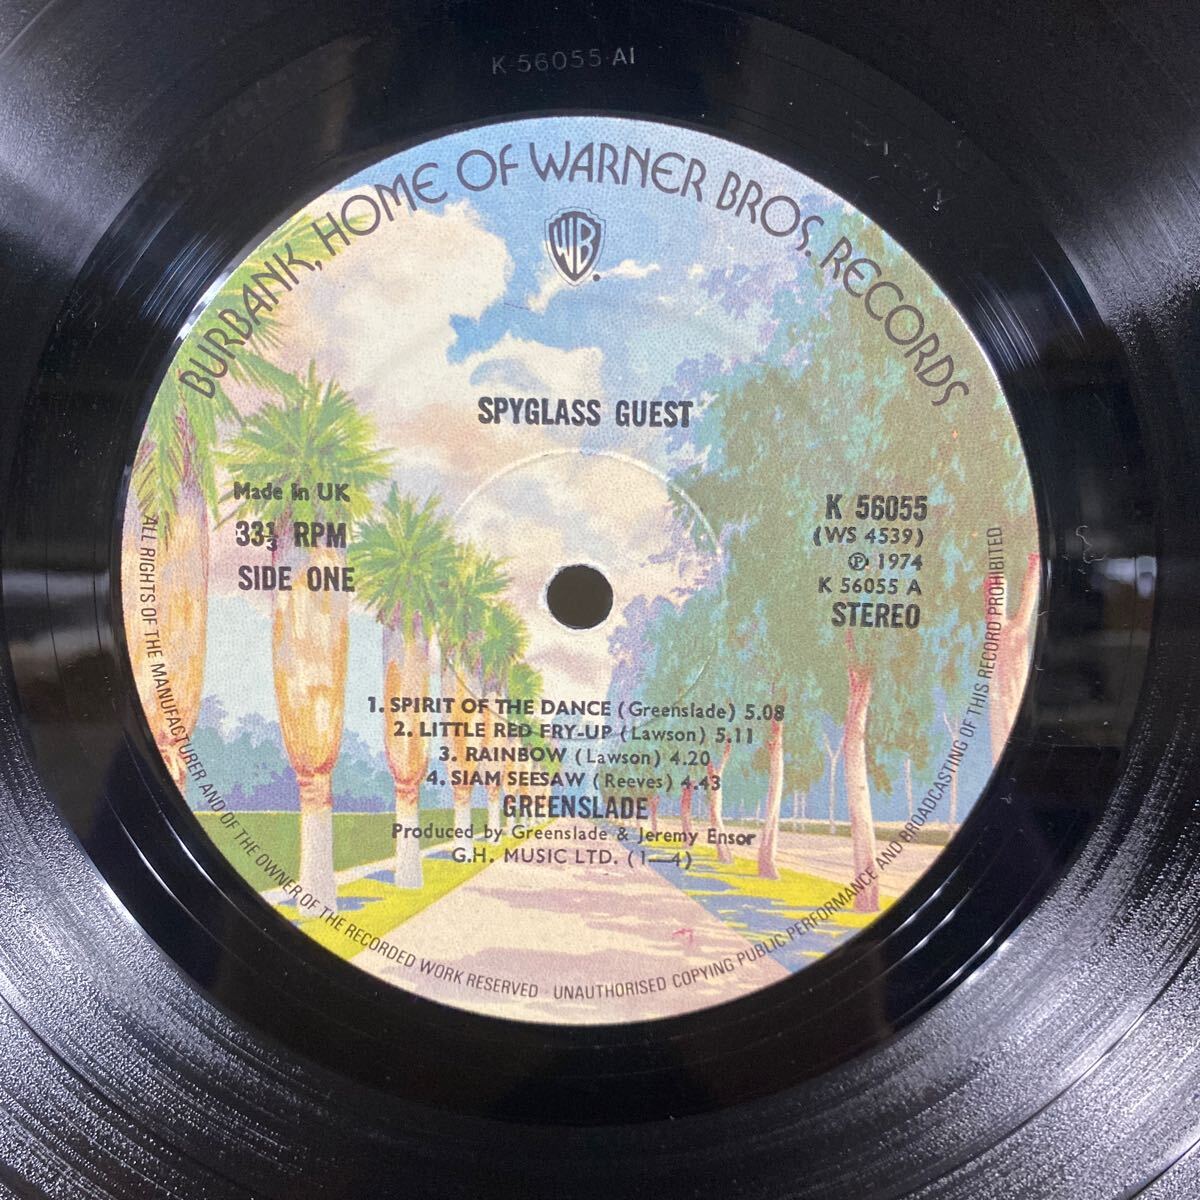 K 56055 A1
BURBANK, HOME OF WARNER BROS. RECORDS
WB
SPYGLASS GUEST
Made in UK
33⅓ RPM
SIDE ONE
K 56055
(WS 4539)
Ⓟ 1974
K 56055 A
STEREO
1. SPIRIT OF THE DANCE (Greenslade) 5.08
2. LITTLE RED FRY-UP (Lawson) 5.11
3. RAINBOW (Lawson) 4.20
4. SIAM SEESAW (Reeves) 4.43
GREENSLADE
Produced by Greenslade & Jeremy Ensor
G.H. MUSIC LTD. (1—4)
ALL RIGHTS OF THE MANUFACTURER AND OF THE OWNER OF THE RECORDED WORK RESERVED · UNAUTHORISED COPYING PUBLIC PERFORMANCE AND BROADCASTING OF THIS RECORD PROHIBITED